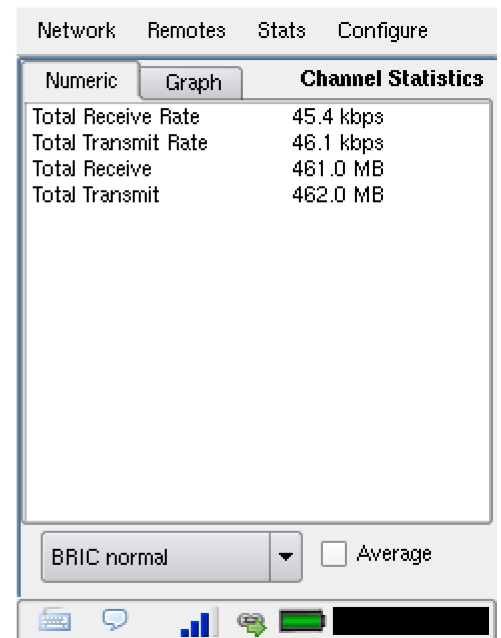 Network Remotes Stats Configure
Numeric Graph Channel Statistics
Total Receive Rate 45.4 kbps
Total Transmit Rate 46.1 kbps
Total Receive 461.0 MB
Total Transmit 462.0 MB
BRIC normal Average